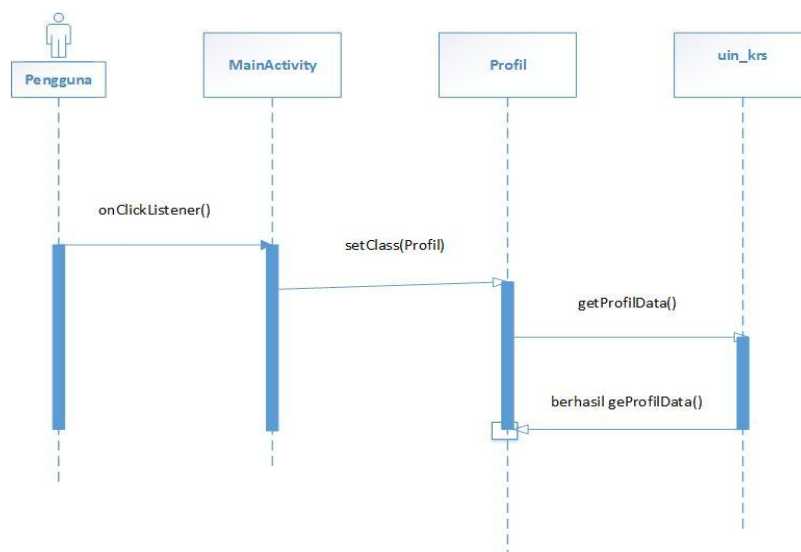 Pengguna
MainActivity
Profil
uin_krs
onClickListener()
setClass(Profil)
getProfilData()
berhasil geProfilData()